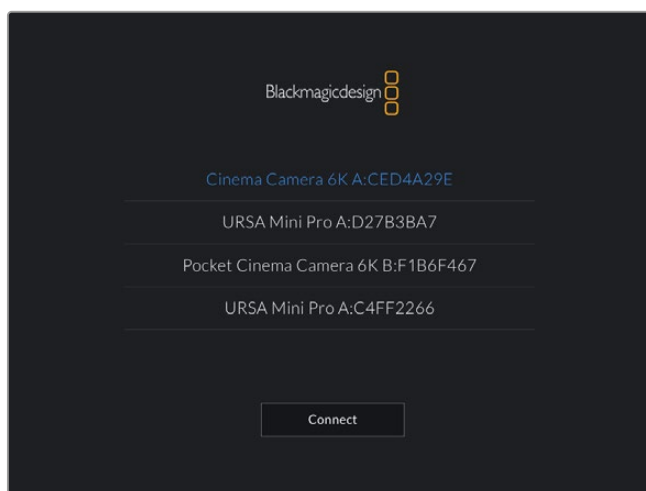 Blackmagicdesign
Cinema Camera 6K A:CED4A29E
URSA Mini Pro A:D27B3BA7
Pocket Cinema Camera 6K B:F1B6F467
URSA Mini Pro A:C4FF2266
Connect